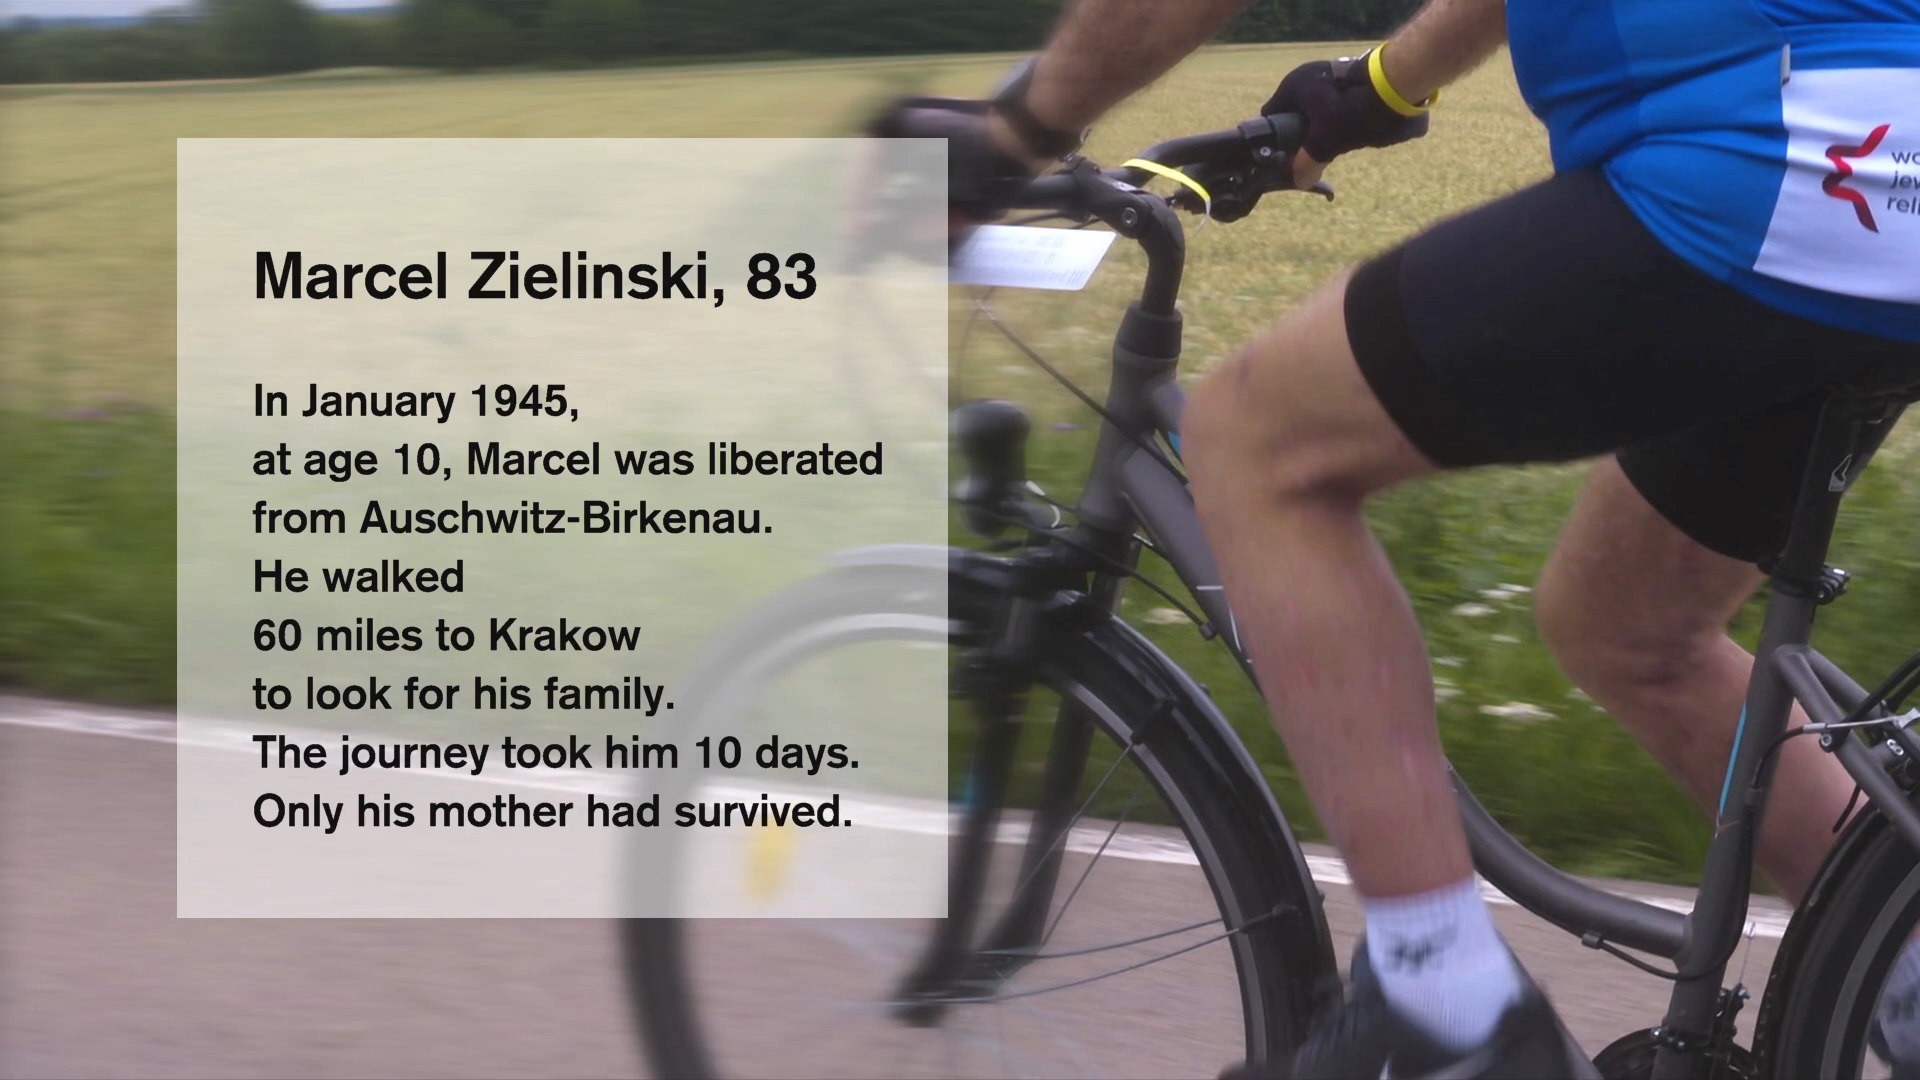 Marcel Zielinski, 83
In January 1945,
at age 10, Marcel was liberated
from Auschwitz-Birkenau.
He walked
60 miles to Krakow
to look for his family.
The journey took him 10 days.
Only his mother had survived.